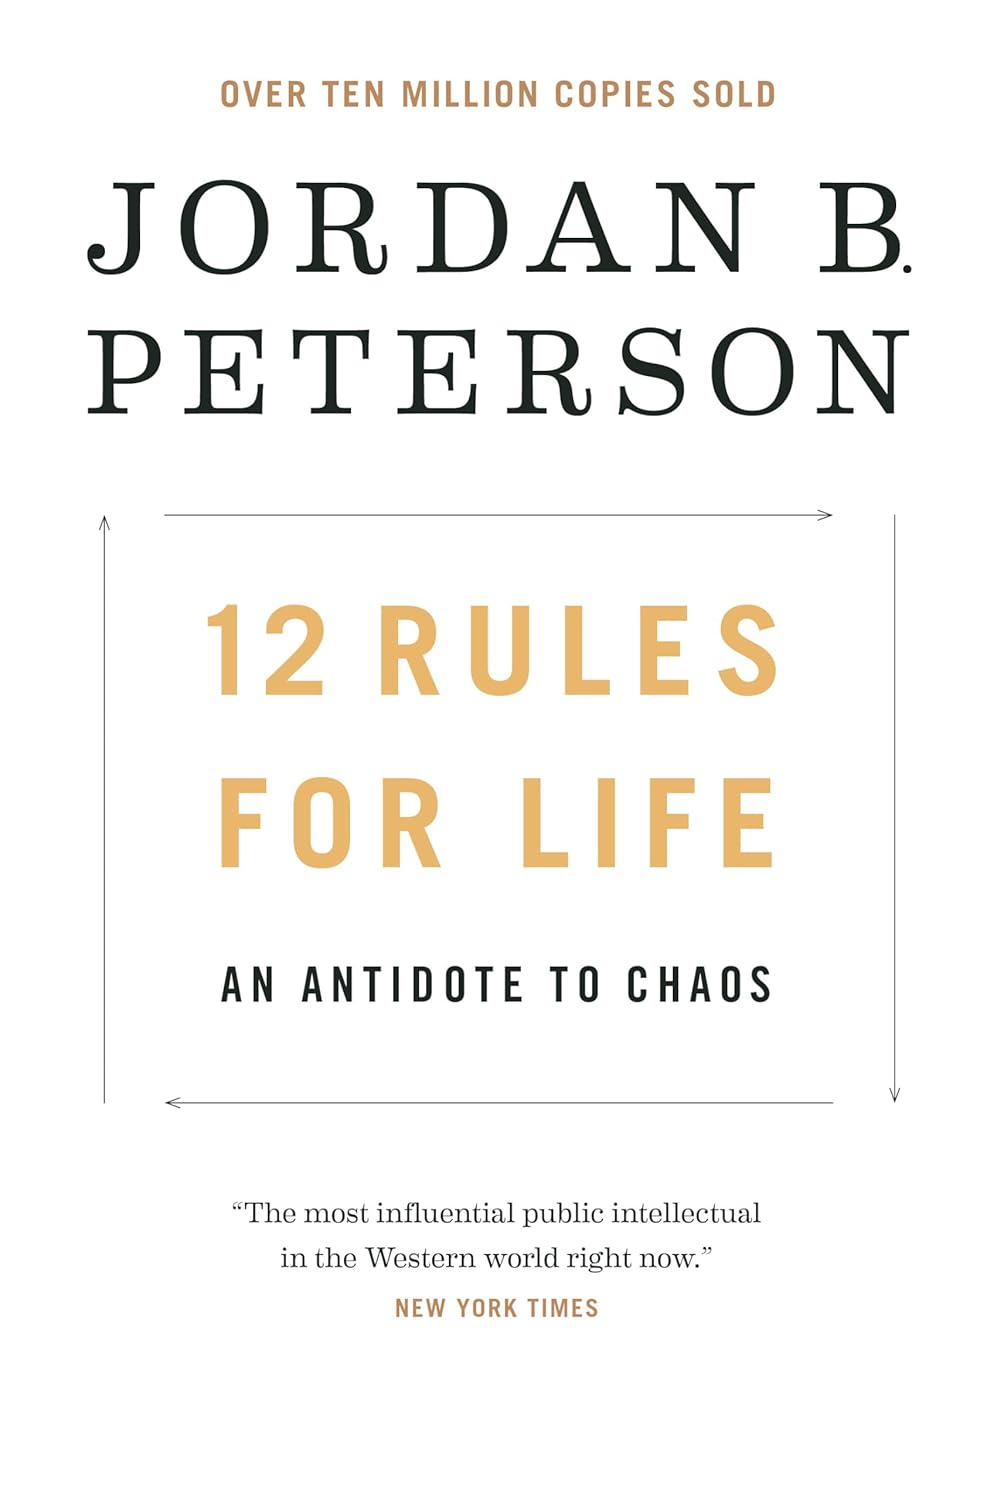 OVER TEN MILLION COPIES SOLD
JORDAN B.
PETERSON
12 RULES
FOR LIFE
AN ANTIDOTE TO CHAOS
“The most influential public intellectual
in the Western world right now.”
NEW YORK TIMES